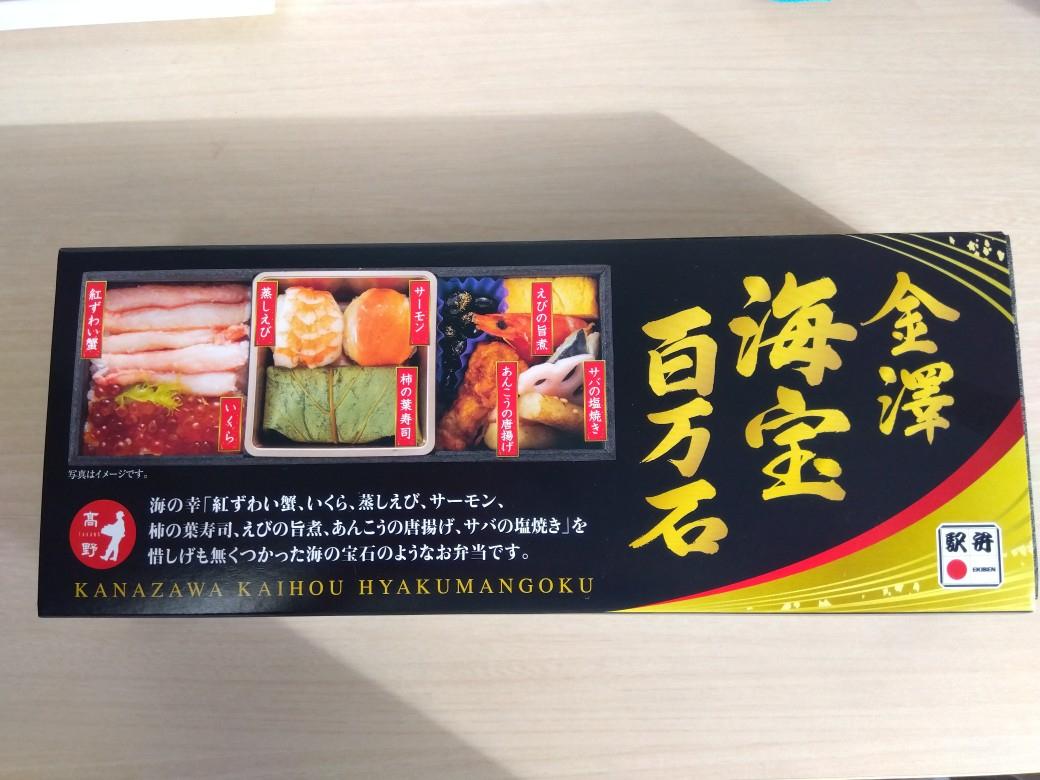 金澤
海宝
百万石
紅ずわい蟹
いくら
蒸しえび
サーモン
柿の葉寿司
えびの旨煮
あんこうの唐揚げ
サバの塩焼き
写真はイメージです。
髙野
TAKANO
海の幸「紅ずわい蟹、いくら、蒸しえび、サーモン、
柿の葉寿司、えびの旨煮、あんこうの唐揚げ、サバの塩焼き」を
惜しげも無くつかった海の宝石のようなお弁当です。
KANAZAWA KAIHOU HYAKUMANGOKU
駅弁
EKIBEN